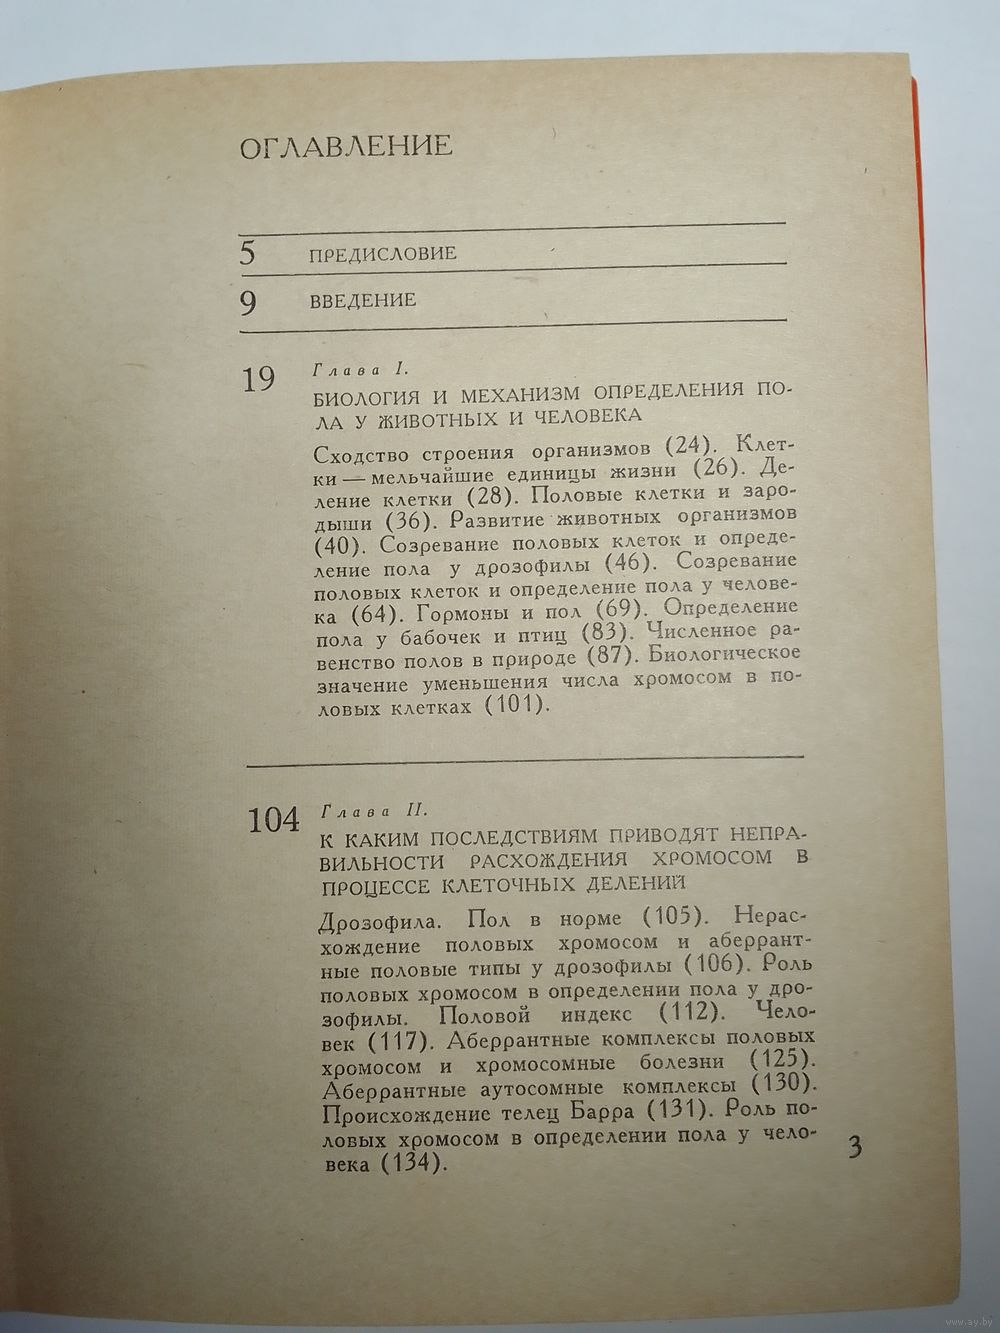 ОГЛАВЛЕНИЕ
5 ПРЕДИСЛОВИЕ
9 ВВЕДЕНИЕ
19 Глава I.
БИОЛОГИЯ И МЕХАНИЗМ ОПРЕДЕЛЕНИЯ ПО-
ЛА У ЖИВОТНЫХ И ЧЕЛОВЕКА
Сходство строения организмов (24). Клет-
ки — мельчайшие единицы жизни (26). Де-
ление клетки (28). Половые клетки и заро-
дыши (36). Развитие животных организмов
(40). Созревание половых клеток и опреде-
ление пола у дрозофилы (46). Созревание
половых клеток и определение пола у челове-
ка (64). Гормоны и пол (69). Определение
пола у бабочек и птиц (83). Численное ра-
венство полов в природе (87). Биологическое
значение уменьшения числа хромосом в по-
ловых клетках (101).
104 Глава II.
К КАКИМ ПОСЛЕДСТВИЯМ ПРИВОДЯТ НЕПРА-
ВИЛЬНОСТИ РАСХОЖДЕНИЯ ХРОМОСОМ В
ПРОЦЕССЕ КЛЕТОЧНЫХ ДЕЛЕНИЙ
Дрозофила. Пол в норме (105). Нерас-
хождение половых хромосом и аберрант-
ные половые типы у дрозофилы (106). Роль
половых хромосом в определении пола у дро-
зофилы. Половой индекс (112). Чело-
век (117). Аберрантные комплексы половых
хромосом и хромосомные болезни (125).
Аберрантные аутосомные комплексы (130).
Происхождение телец Барра (131). Роль по-
ловых хромосом в определении пола у чело-
века (134).
3
www.ay.by